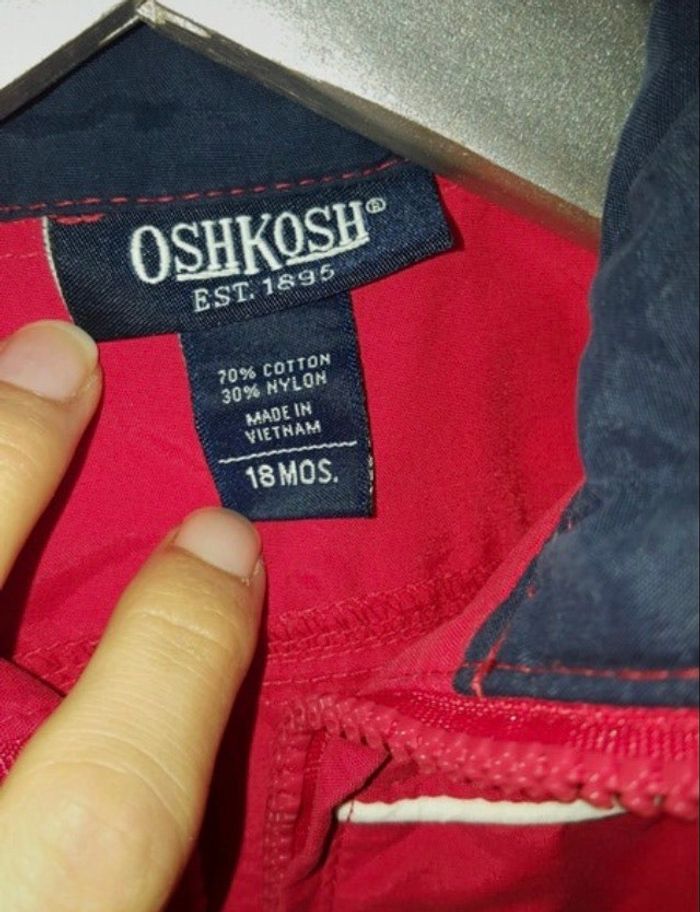 OSHKOSH®
EST. 1895
70% COTTON
30% NYLON
MADE IN
VIETNAM
18 MOS.